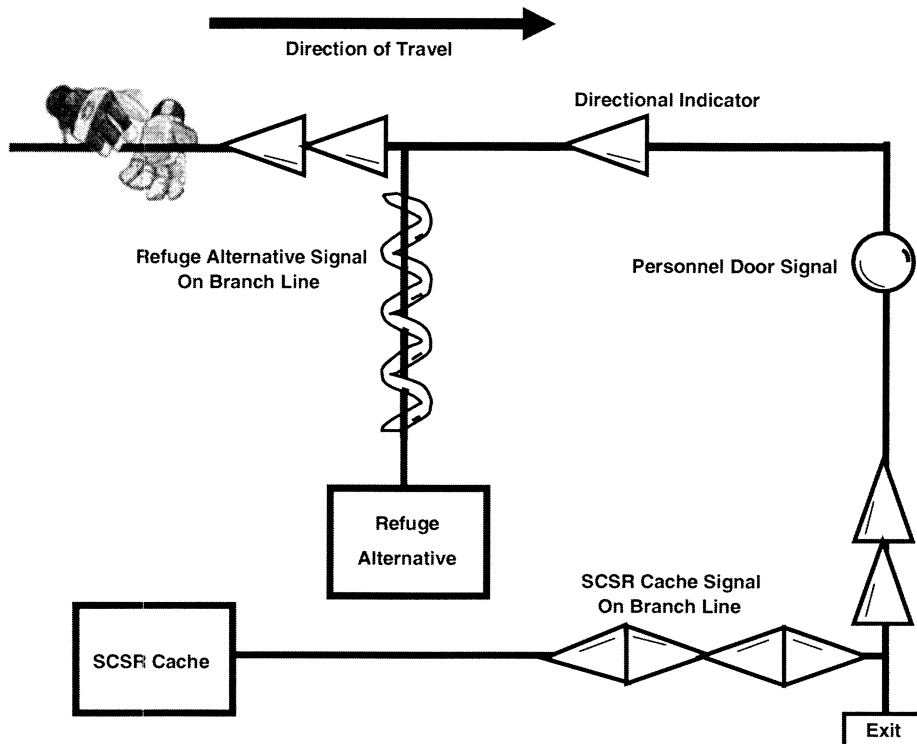 Direction of Travel
Directional Indicator
Refuge Alternative Signal
On Branch Line
Personnel Door Signal
Refuge
Alternative
SCSR Cache Signal
On Branch Line
SCSR Cache
Exit